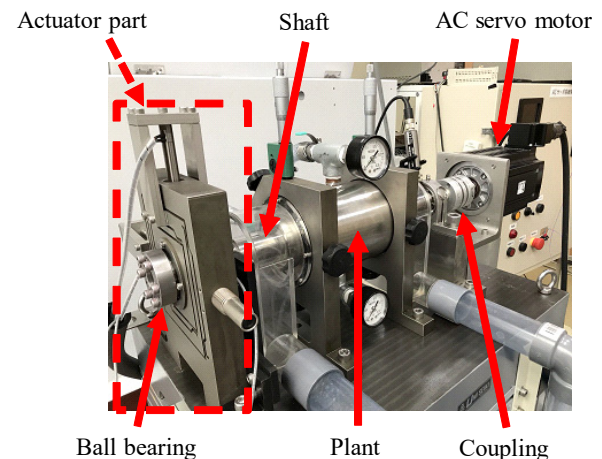 Actuator part
Shaft
AC servo motor
Ball bearing
Plant
Coupling